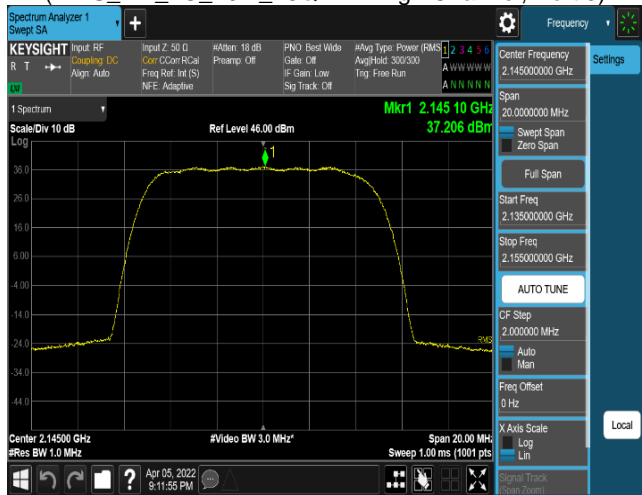 Spectrum Analyzer 1
Swept SA
Frequency
KEYSIGHT
R T
LXI
Input: RF
Coupling: DC
Align: Auto
Input Z: 50 Ω
Corr CCorr RCal
Freq Ref: Int (S)
NFE: Adaptive
#Atten: 18 dB
Preamp: Off
PNO: Best Wide
Gate: Off
IF Gain: Low
Sig Track: Off
#Avg Type: Power (RMS
Avg|Hold: 300/300
Trig: Free Run
1 2 3 4 5 6
A W W W W W
A N N N N N
1 Spectrum
Mkr1 2.145 10 GHz
37.206 dBm
Scale/Div 10 dB
Ref Level 46.00 dBm
Log
1
36.0
26.0
16.0
6.00
-4.00
-14.0
-24.0
-34.0
-44.0
RMS
Center 2.14500 GHz
#Video BW 3.0 MHz*
Span 20.00 MHz
#Res BW 1.0 MHz
Sweep 1.00 ms (1001 pts
Apr 05, 2022
9:11:55 PM
Center Frequency
2.145000000 GHz
Settings
Span
20.0000000 MHz
Swept Span
Zero Span
Full Span
Start Freq
2.135000000 GHz
Stop Freq
2.155000000 GHz
AUTO TUNE
CF Step
2.000000 MHz
Auto
Man
Freq Offset
0 Hz
X Axis Scale
Log
Lin
Local
Signal Track
(Span Zoom)